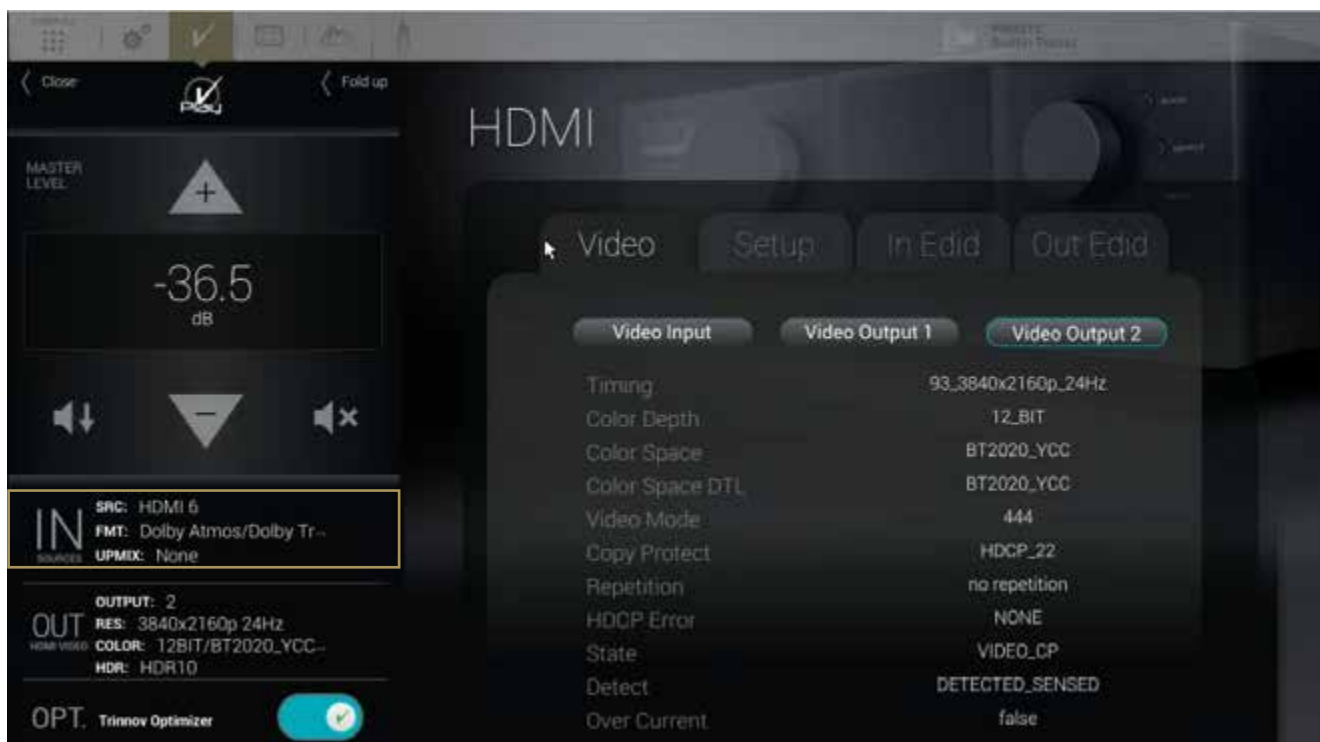 Close
Play
Fold up
MASTER
LEVEL
+
-36.5
dB
−
IN
SOURCES
SRC: HDMI 6
FMT: Dolby Atmos/Dolby Tr--
UPMIX: None
OUT
HDMI VIDEO
OUTPUT: 2
RES: 3840x2160p 24Hz
COLOR: 12BIT/BT2020_YCC--
HDR: HDR10
OPT. Trinnov Optimizer
HDMI
Video Setup In Edid Out Edid
Video Input Video Output 1 Video Output 2
Timing 93_3840x2160p_24Hz
Color Depth 12_BIT
Color Space BT2020_YCC
Color Space DTL BT2020_YCC
Video Mode 444
Copy Protect HDCP_22
Repetition no repetition
HDCP Error NONE
State VIDEO_CP
Detect DETECTED_SENSED
Over Current false